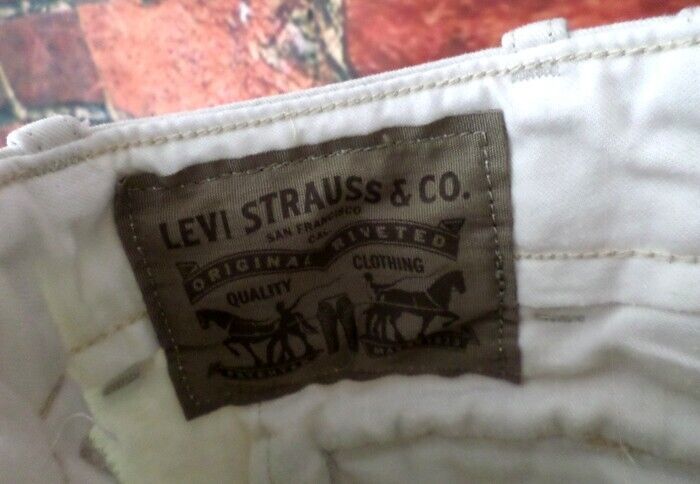 LEVI STRAUSS & CO.
SAN FRANCISCO
CAL
ORIGINAL RIVETED
QUALITY CLOTHING